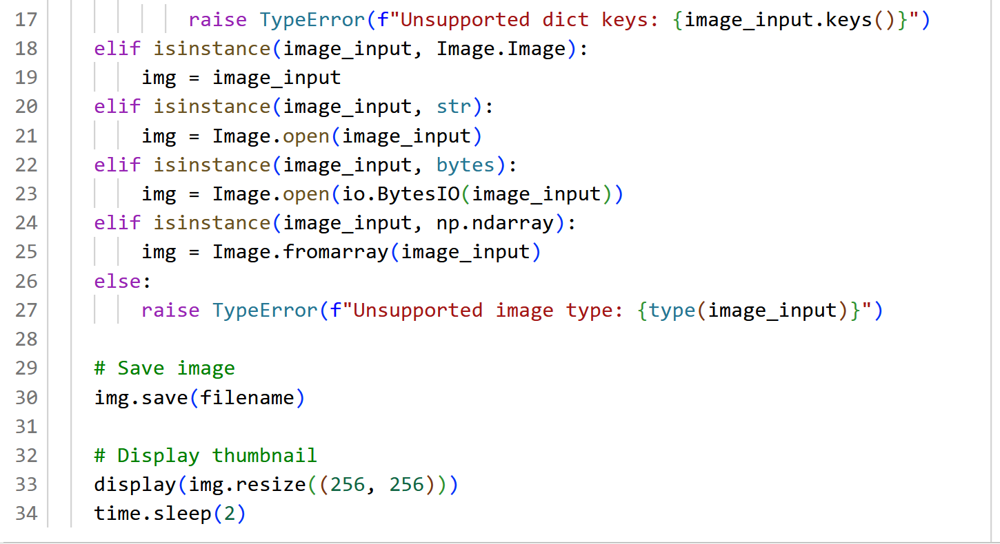 17 raise TypeError(f"Unsupported dict keys: {image_input.keys()}")
18 elif isinstance(image_input, Image.Image):
19 img = image_input
20 elif isinstance(image_input, str):
21 img = Image.open(image_input)
22 elif isinstance(image_input, bytes):
23 img = Image.open(io.BytesIO(image_input))
24 elif isinstance(image_input, np.ndarray):
25 img = Image.fromarray(image_input)
26 else:
27 raise TypeError(f"Unsupported image type: {type(image_input)}")
28
29 # Save image
30 img.save(filename)
31
32 # Display thumbnail
33 display(img.resize((256, 256)))
34 time.sleep(2)